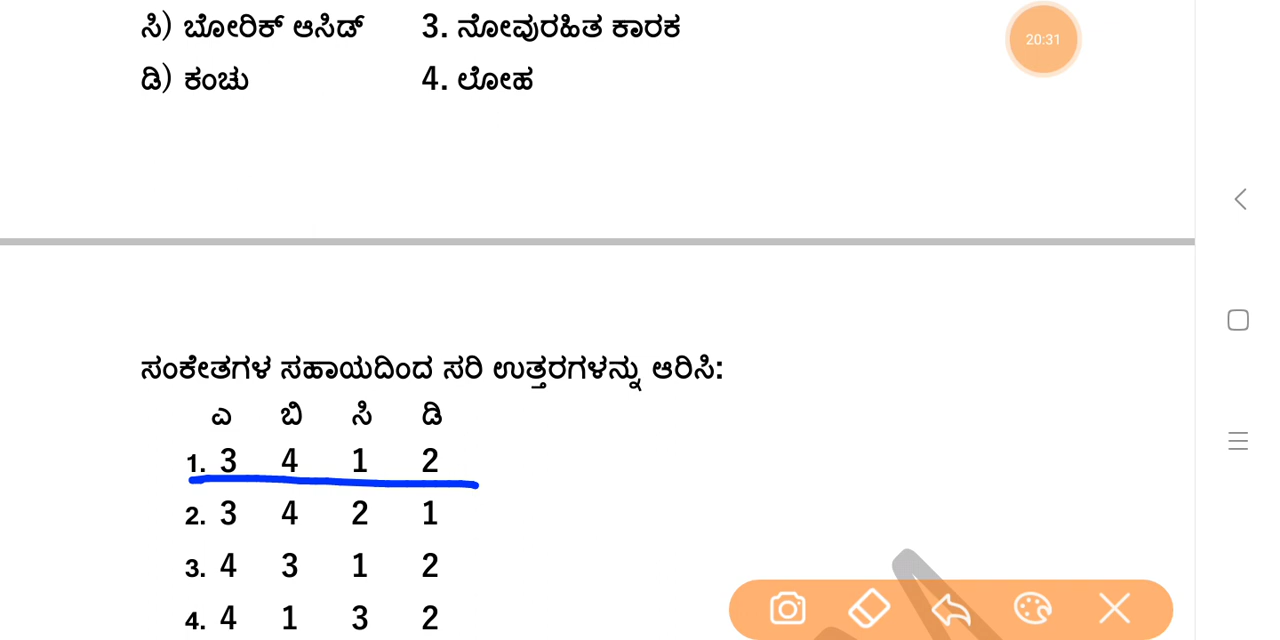 ಸಿ) ಬೋರಿಕ್ ಆಸಿಡ್ 3. ನೋವುರಹಿತ ಕಾರಕ
20:31
ಡಿ) ಕಂಚು 4. ಲೋಹ
ಸಂಕೇತಗಳ ಸಹಾಯದಿಂದ ಸರಿ ಉತ್ತರಗಳನ್ನು ಆರಿಸಿ:
ಎ ಬಿ ಸಿ ಡಿ
1. 3 4 1 2
2. 3 4 2 1
3. 4 3 1 2
4. 4 1 3 2